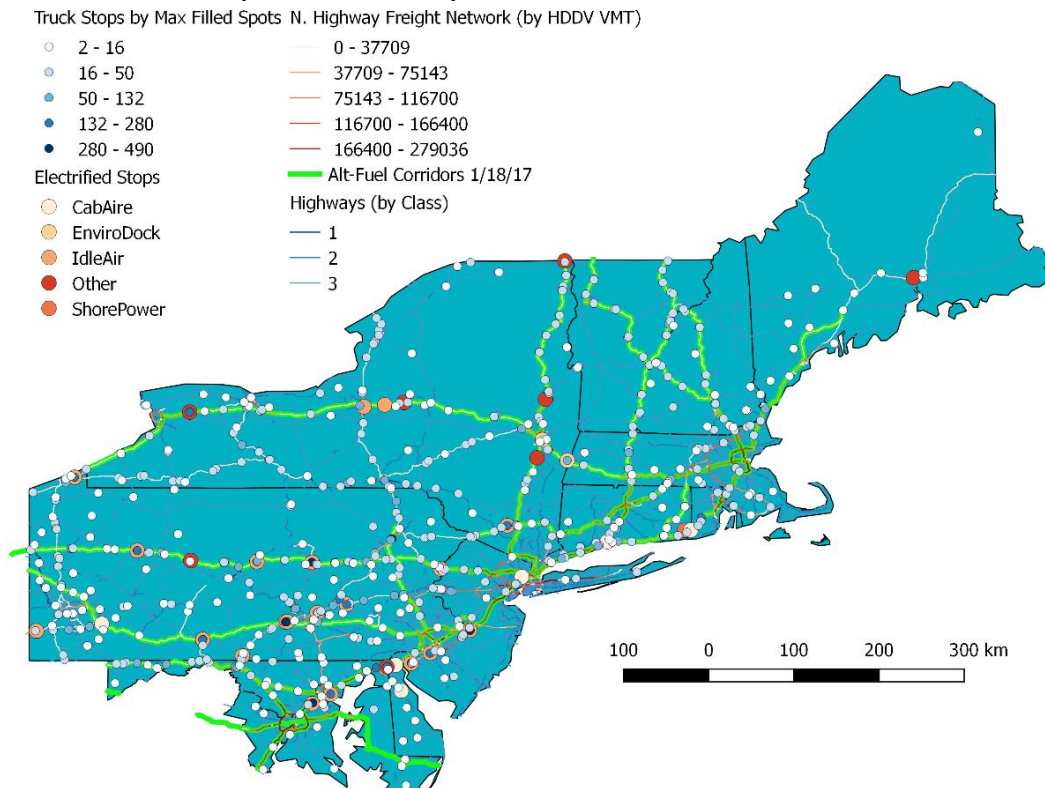 Truck Stops by Max Filled Spots
2 - 16
16 - 50
50 - 132
132 - 280
280 - 490
Electrified Stops
CabAire
EnviroDock
IdleAir
Other
ShorePower
N. Highway Freight Network (by HDDV VMT)
0 - 37709
37709 - 75143
75143 - 116700
116700 - 166400
166400 - 279036
Alt-Fuel Corridors 1/18/17
Highways (by Class)
1
2
3
100 0 100 200 300 km